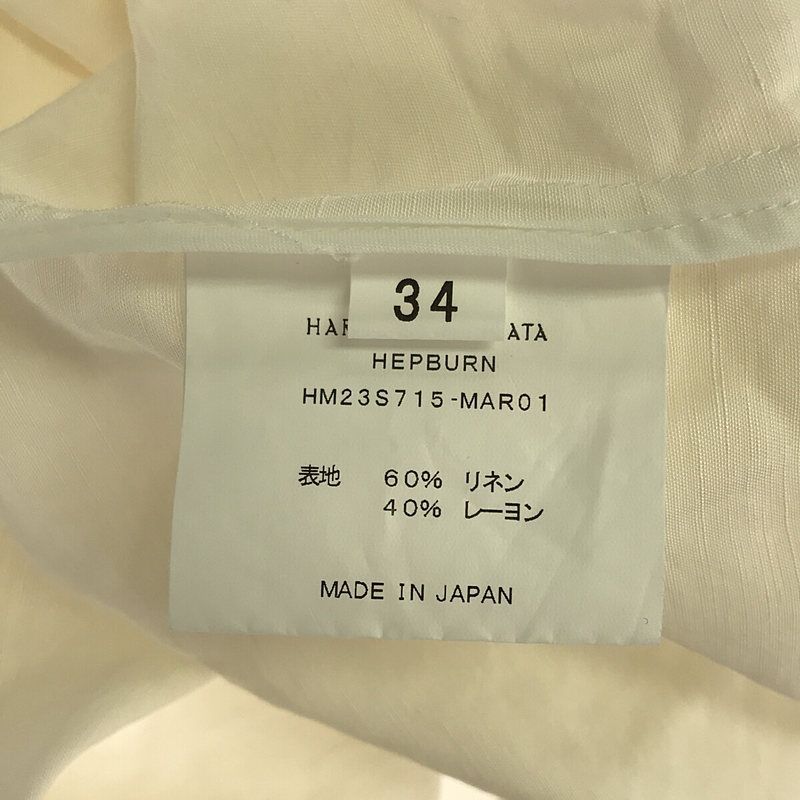 34
HEPBURN
HM23S715-MAR01
表地 60% リネン
40% レーヨン
MADE IN JAPAN